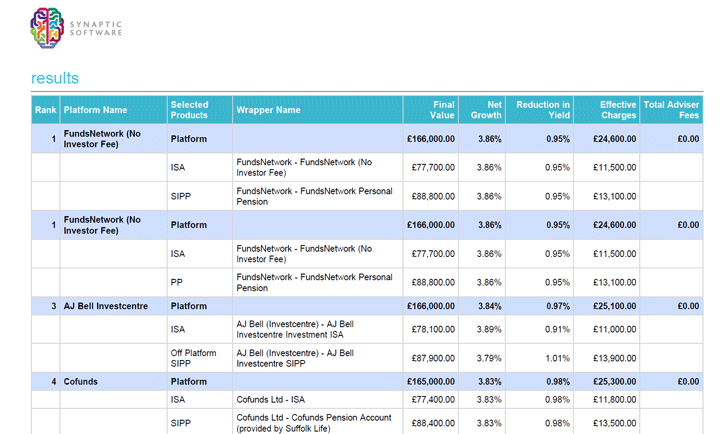 SYNAPTIC
SOFTWARE
results
Rank Platform Name Selected Products Wrapper Name Final Value Net Growth Reduction in Yield Effective Charges Total Adviser Fees
1 FundsNetwork (No Investor Fee) Platform £166,000.00 3.86% 0.95% £24,600.00 £0.00
ISA FundsNetwork - FundsNetwork (No Investor Fee) £77,700.00 3.86% 0.95% £11,500.00
SIPP FundsNetwork - FundsNetwork Personal Pension £88,800.00 3.86% 0.95% £13,100.00
1 FundsNetwork (No Investor Fee) Platform £166,000.00 3.86% 0.95% £24,600.00 £0.00
ISA FundsNetwork - FundsNetwork (No Investor Fee) £77,700.00 3.86% 0.95% £11,500.00
PP FundsNetwork - FundsNetwork Personal Pension £88,800.00 3.86% 0.95% £13,100.00
3 AJ Bell Investcentre Platform £166,000.00 3.84% 0.97% £25,100.00 £0.00
ISA AJ Bell (Investcentre) - AJ Bell Investcentre Investment ISA £78,100.00 3.89% 0.91% £11,000.00
Off Platform SIPP AJ Bell (Investcentre) - AJ Bell Investcentre SIPP £87,900.00 3.79% 1.01% £13,900.00
4 Cofunds Platform £165,000.00 3.83% 0.98% £25,300.00 £0.00
ISA Cofunds Ltd - ISA £77,400.00 3.83% 0.98% £11,800.00
SIPP Cofunds Ltd - Cofunds Pension Account (provided by Suffolk Life) £88,400.00 3.83% 0.98% £13,500.00